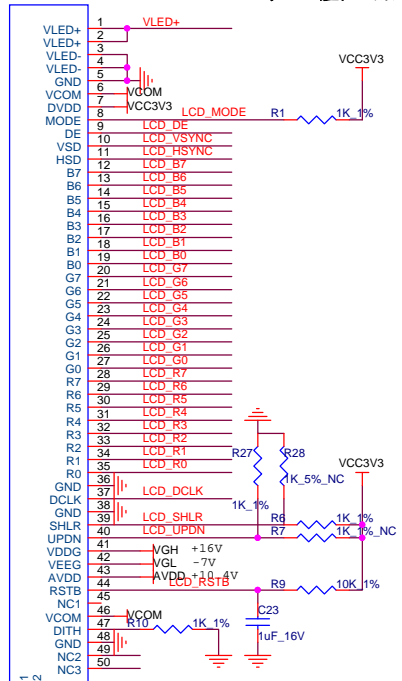 VLED+ 1 VLED+
VLED+ 2
VLED- 3
VLED- 4
GND 5
VCOM 6 VCOM
DVDD 7 VCC3V3
MODE 8 LCD_MODE R1 1K_1% VCC3V3
DE 9 LCD_DE
VSD 10 LCD_VSYNC
HSD 11 LCD_HSYNC
B7 12 LCD_B7
B6 13 LCD_B6
B5 14 LCD_B5
B4 15 LCD_B4
B3 16 LCD_B3
B2 17 LCD_B2
B1 18 LCD_B1
B0 19 LCD_B0
G7 20 LCD_G7
G6 21 LCD_G6
G5 22 LCD_G5
G4 23 LCD_G4
G3 24 LCD_G3
G2 25 LCD_G2
G1 26 LCD_G1
G0 27 LCD_G0
R7 28 LCD_R7
R6 29 LCD_R6
R5 30 LCD_R5
R4 31 LCD_R4
R3 32 LCD_R3
R2 33 LCD_R2
R1 34 LCD_R1
R0 35 LCD_R0
R27 1K_1% R28 1K_5%_NC VCC3V3
GND 36
DCLK 37 LCD_DCLK
GND 38
SHLR 39 LCD_SHLR R6 1K_1%
UPDN 40 LCD_UPDN R7 1K_1%_NC
VDDG 41 VGH +16V
VEEG 42 VGL -7V
AVDD 43 AVDD +10.4V
RSTB 44 LCD_RSTB R9 10K_1%
NC1 45
C23
1uF_16V
VCOM 46 VCOM
DITH 47 R10 1K_1%
GND 48
NC2 49
NC3 50
1
2